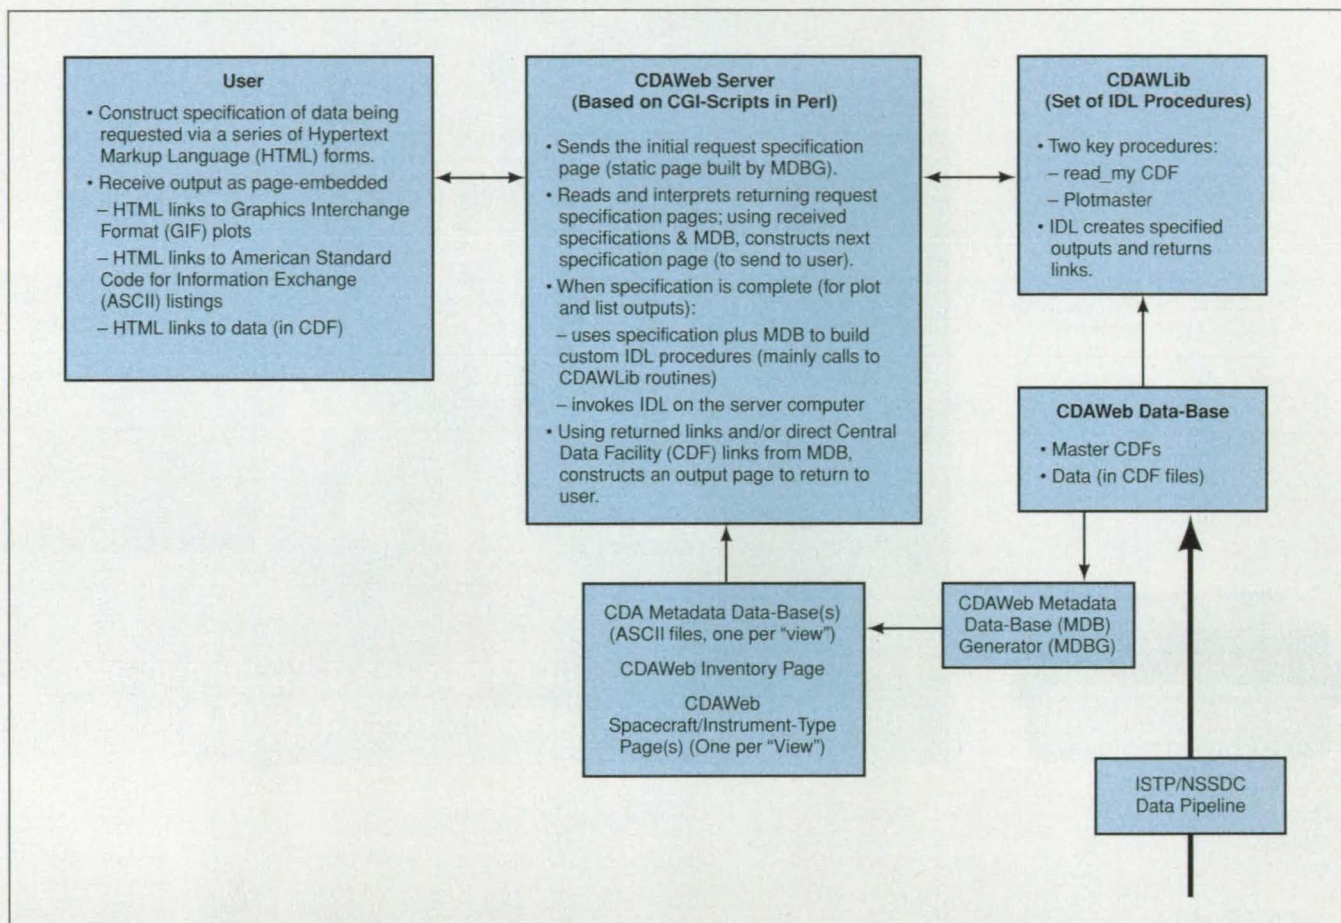 User
• Construct specification of data being
requested via a series of Hypertext
Markup Language (HTML) forms.
• Receive output as page-embedded
– HTML links to Graphics Interchange
Format (GIF) plots
– HTML links to American Standard
Code for Information Exchange
(ASCII) listings
– HTML links to data (in CDF)
CDAWeb Server
(Based on CGI-Scripts in Perl)
• Sends the initial request specification
page (static page built by MDBG).
• Reads and interprets returning request
specification pages; using received
specifications & MDB, constructs next
specification page (to send to user).
• When specification is complete (for plot
and list outputs):
– uses specification plus MDB to build
custom IDL procedures (mainly calls to
CDAWLib routines)
– invokes IDL on the server computer
• Using returned links and/or direct Central
Data Facility (CDF) links from MDB,
constructs an output page to return to
user.
CDAWLib
(Set of IDL Procedures)
• Two key procedures:
– read_my CDF
– Plotmaster
• IDL creates specified
outputs and returns
links.
CDAWeb Data-Base
• Master CDFs
• Data (in CDF files)
CDA Metadata Data-Base(s)
(ASCII files, one per “view”)
CDAWeb Inventory Page
CDAWeb
Spacecraft/Instrument-Type
Page(s) (One per “View”)
CDAWeb Metadata
Data-Base (MDB)
Generator (MDBG)
ISTP/NSSDC
Data Pipeline